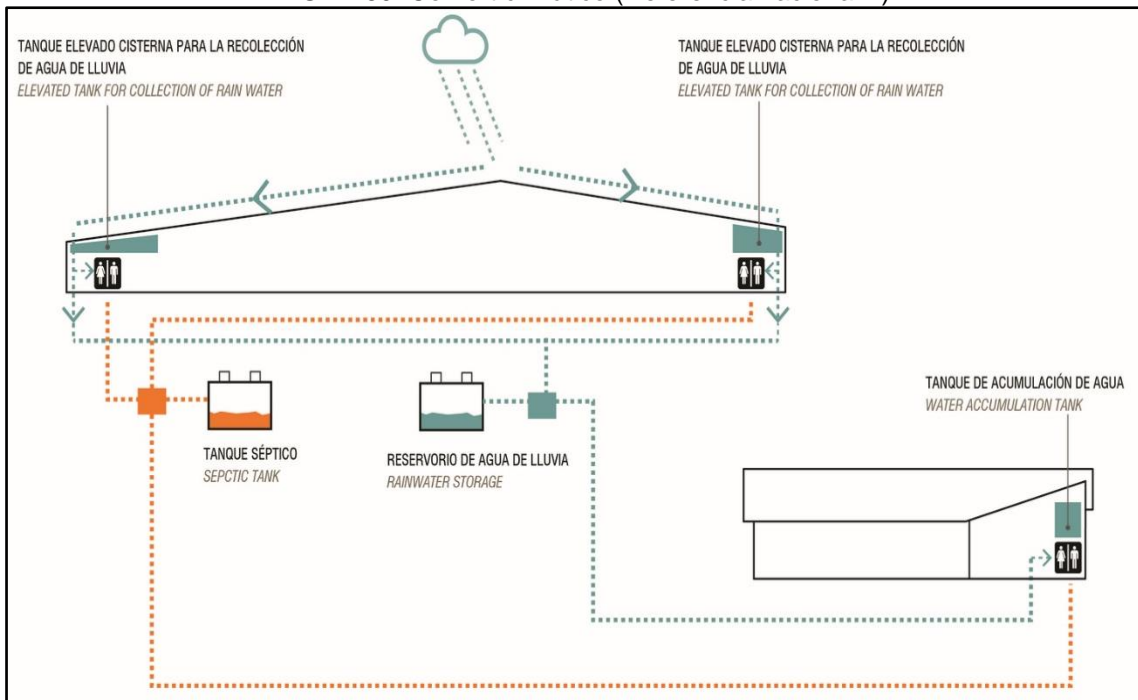 TANQUE ELEVADO CISTERNA PARA LA RECOLECCIÓN
DE AGUA DE LLUVIA
ELEVATED TANK FOR COLLECTION OF RAIN WATER
TANQUE ELEVADO CISTERNA PARA LA RECOLECCIÓN
DE AGUA DE LLUVIA
ELEVATED TANK FOR COLLECTION OF RAIN WATER
TANQUE SÉPTICO
SEPCTIC TANK
RESERVORIO DE AGUA DE LLUVIA
RAINWATER STORAGE
TANQUE DE ACUMULACIÓN DE AGUA
WATER ACCUMULATION TANK